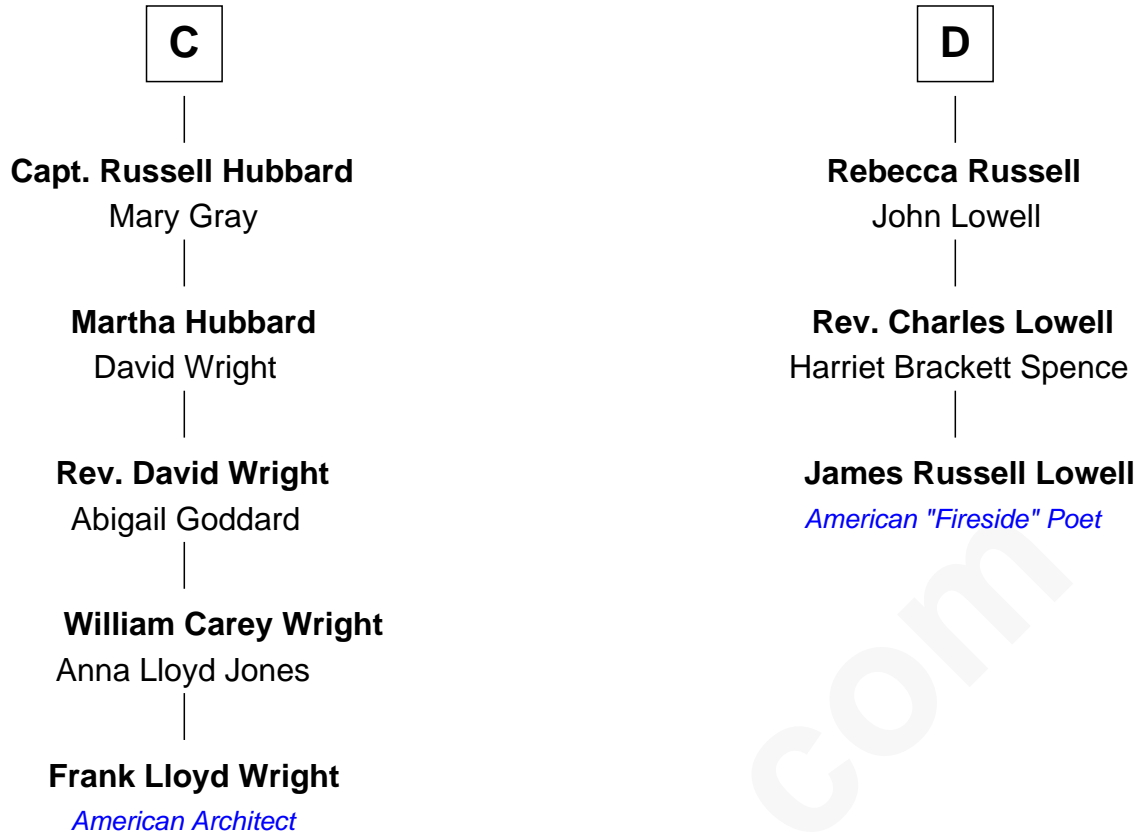 C
Capt. Russell Hubbard
Mary Gray
Martha Hubbard
David Wright
Rev. David Wright
Abigail Goddard
William Carey Wright
Anna Lloyd Jones
Frank Lloyd Wright
American Architect
D
Rebecca Russell
John Lowell
Rev. Charles Lowell
Harriet Brackett Spence
James Russell Lowell
American "Fireside" Poet
com